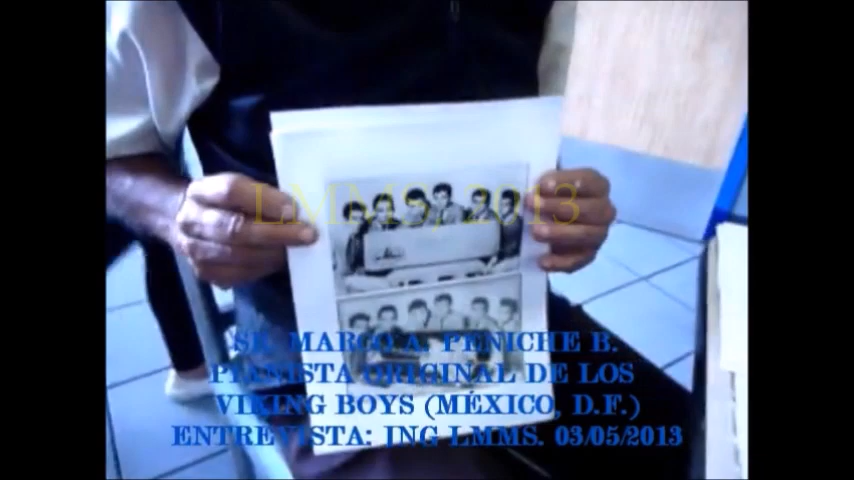 LMMS, 2013
SR. MARCO A. PENICHE B.
PIANISTA ORIGINAL DE LOS
VIKING BOYS (MÉXICO, D.F.)
ENTREVISTA: ING LMMS. 03/05/2013